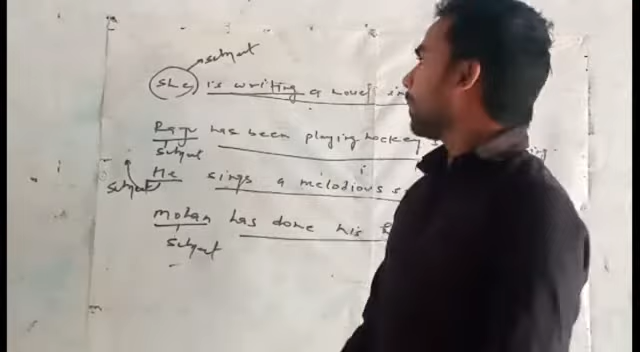 subject
She is writing a novel in
Raju has been playing hockey
subject
subject He sings a melodious s
Mohan has done his
subject